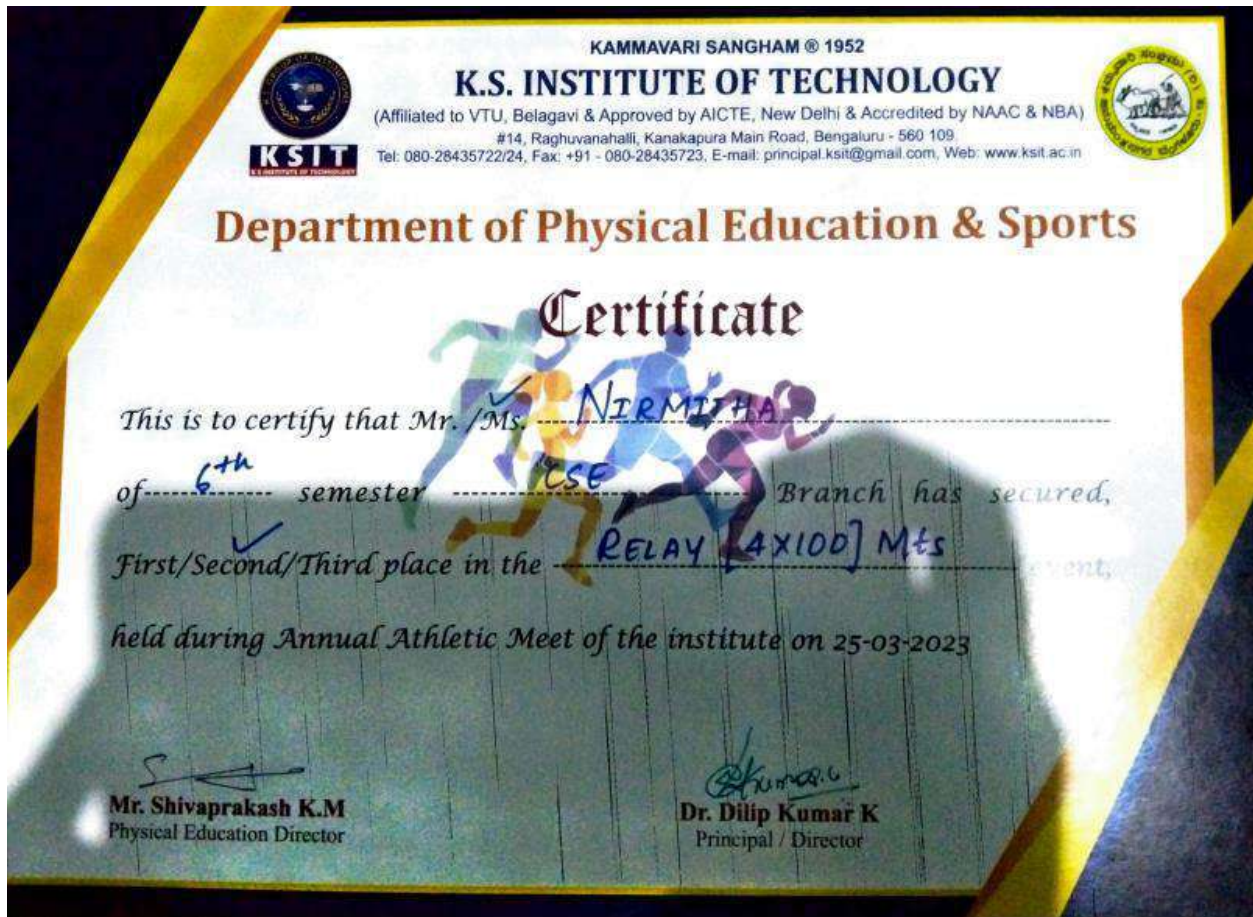 KAMMAVARI SANGHAM ® 1952
K.S. INSTITUTE OF TECHNOLOGY
(Affiliated to VTU, Belagavi & Approved by AICTE, New Delhi & Accredited by NAAC & NBA)
#14, Raghuvanahalli, Kanakapura Main Road, Bengaluru - 560 109.
Tel: 080-28435722/24, Fax: +91 - 080-28435723, E-mail: principal.ksit@gmail.com, Web: www.ksit.ac.in
KSIT
K S INSTITUTE OF TECHNOLOGY
Department of Physical Education & Sports
Certificate
This is to certify that Mr. /Ms. NIRMITHA
of 6th semester CSE Branch has secured,
First/Second/Third place in the RELAY [4X100] Mts event,
held during Annual Athletic Meet of the institute on 25-03-2023
Mr. Shivaprakash K.M
Physical Education Director
Dr. Dilip Kumar K
Principal / Director